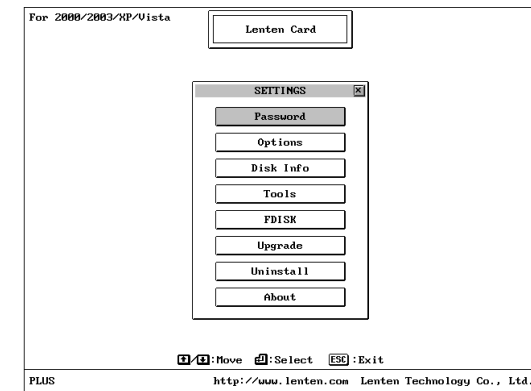 For 2000/2003/XP/Vista
Lenten Card
SETTINGS
Password
Options
Disk Info
Tools
FDISK
Upgrade
Uninstall
About
↑/↓:Move ⏎:Select ESC:Exit
PLUS http://www.lenten.com Lenten Technology Co., Ltd.